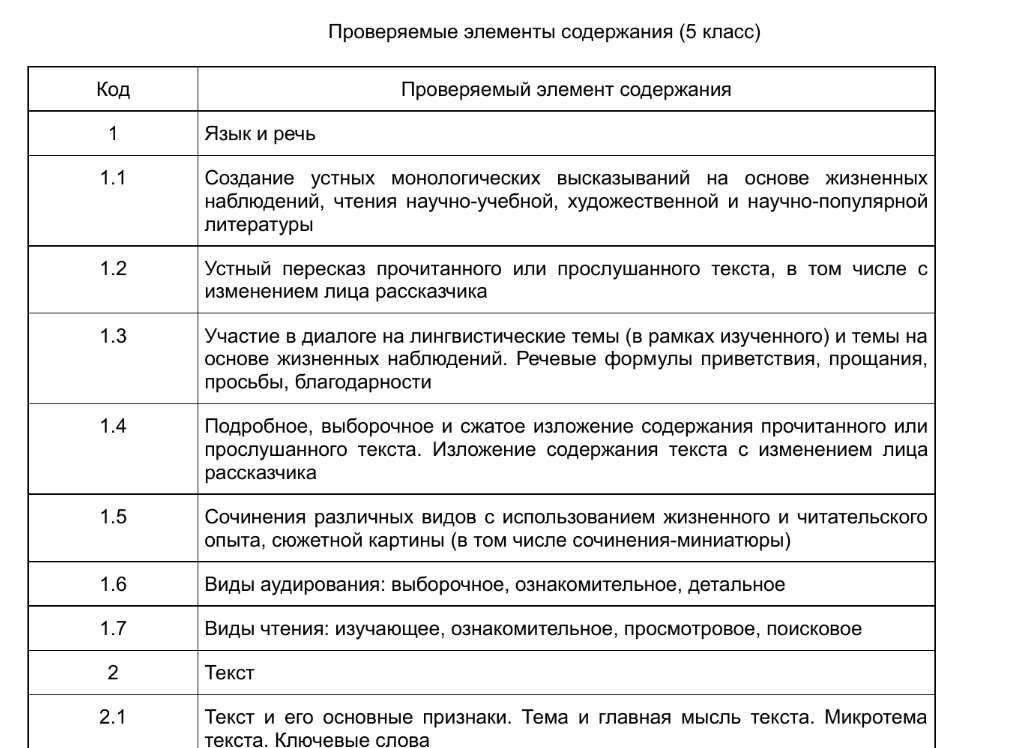 Проверяемые элементы содержания (5 класс)
Код Проверяемый элемент содержания
1 Язык и речь
1.1 Создание устных монологических высказываний на основе жизненных
наблюдений, чтения научно-учебной, художественной и научно-популярной
литературы
1.2 Устный пересказ прочитанного или прослушанного текста, в том числе с
изменением лица рассказчика
1.3 Участие в диалоге на лингвистические темы (в рамках изученного) и темы на
основе жизненных наблюдений. Речевые формулы приветствия, прощания,
просьбы, благодарности
1.4 Подробное, выборочное и сжатое изложение содержания прочитанного или
прослушанного текста. Изложение содержания текста с изменением лица
рассказчика
1.5 Сочинения различных видов с использованием жизненного и читательского
опыта, сюжетной картины (в том числе сочинения-миниатюры)
1.6 Виды аудирования: выборочное, ознакомительное, детальное
1.7 Виды чтения: изучающее, ознакомительное, просмотровое, поисковое
2 Текст
2.1 Текст и его основные признаки. Тема и главная мысль текста. Микротема
текста. Ключевые слова